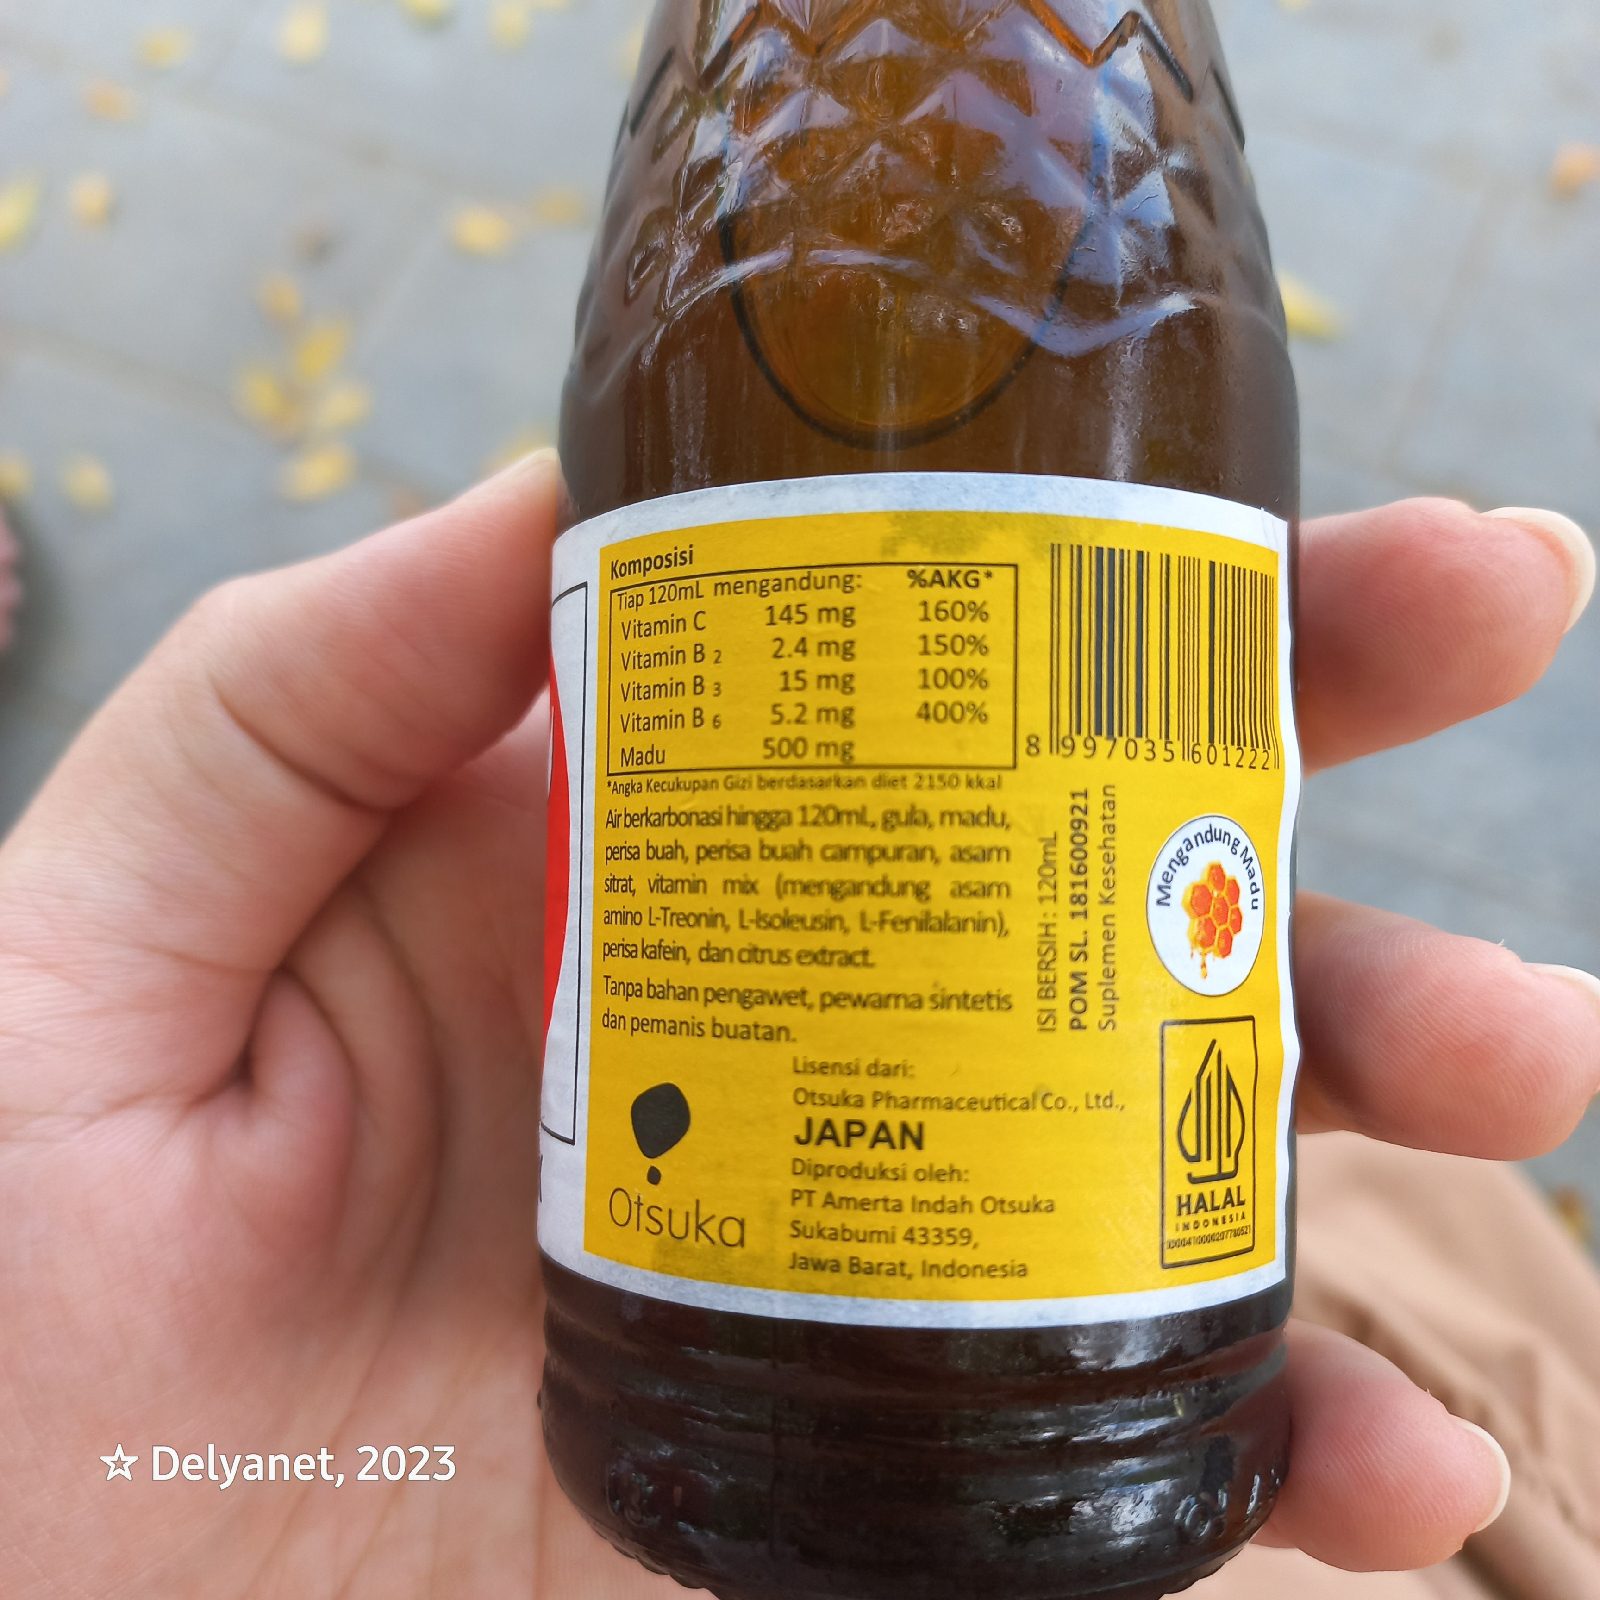 Komposisi
Tiap 120mL mengandung: %AKG*
Vitamin C 145 mg 160%
Vitamin B 2 2.4 mg 150%
Vitamin B 3 15 mg 100%
Vitamin B 6 5.2 mg 400%
Madu 500 mg
*Angka Kecukupan Gizi berdasarkan diet 2150 kkal
Air berkarbonasi hingga 120mL, gula, madu,
perisa buah, perisa buah campuran, asam
sitrat, vitamin mix (mengandung asam
amino L-Treonin, L-Isoleusin, L-Fenilalanin),
perisa kafein, dan citrus extract.
Tanpa bahan pengawet, pewarna sintetis
dan pemanis buatan.
Otsuka
Lisensi dari:
Otsuka Pharmaceutical Co., Ltd.,
JAPAN
Diproduksi oleh:
PT Amerta Indah Otsuka
Sukabumi 43359,
Jawa Barat, Indonesia
8 997035 601222
ISI BERSIH : 120mL
POM SL. 181600921
Suplemen Kesehatan
Mengandung Madu
HALAL
INDONESIA
☆ Delyanet, 2023